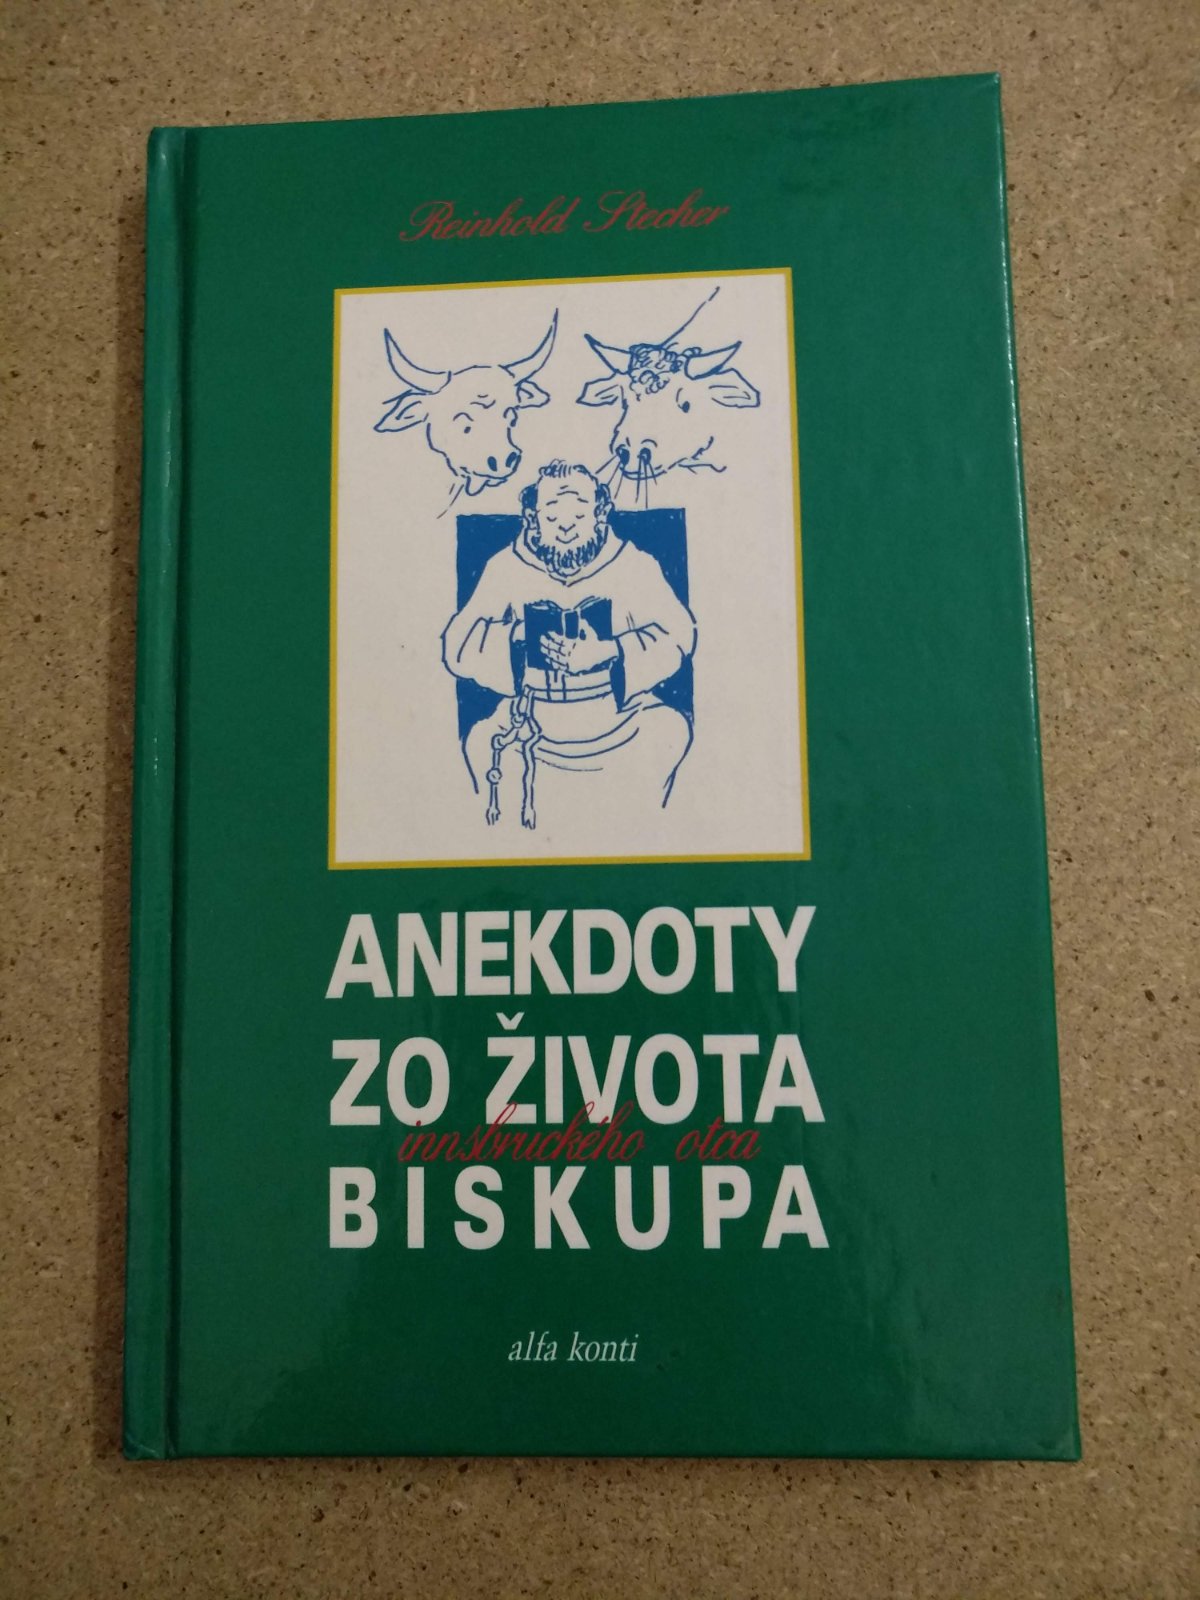 Reinhold Stecher
ANEKDOTY
ZO ŽIVOTA
innsbruckého otca
BISKUPA
alfa konti